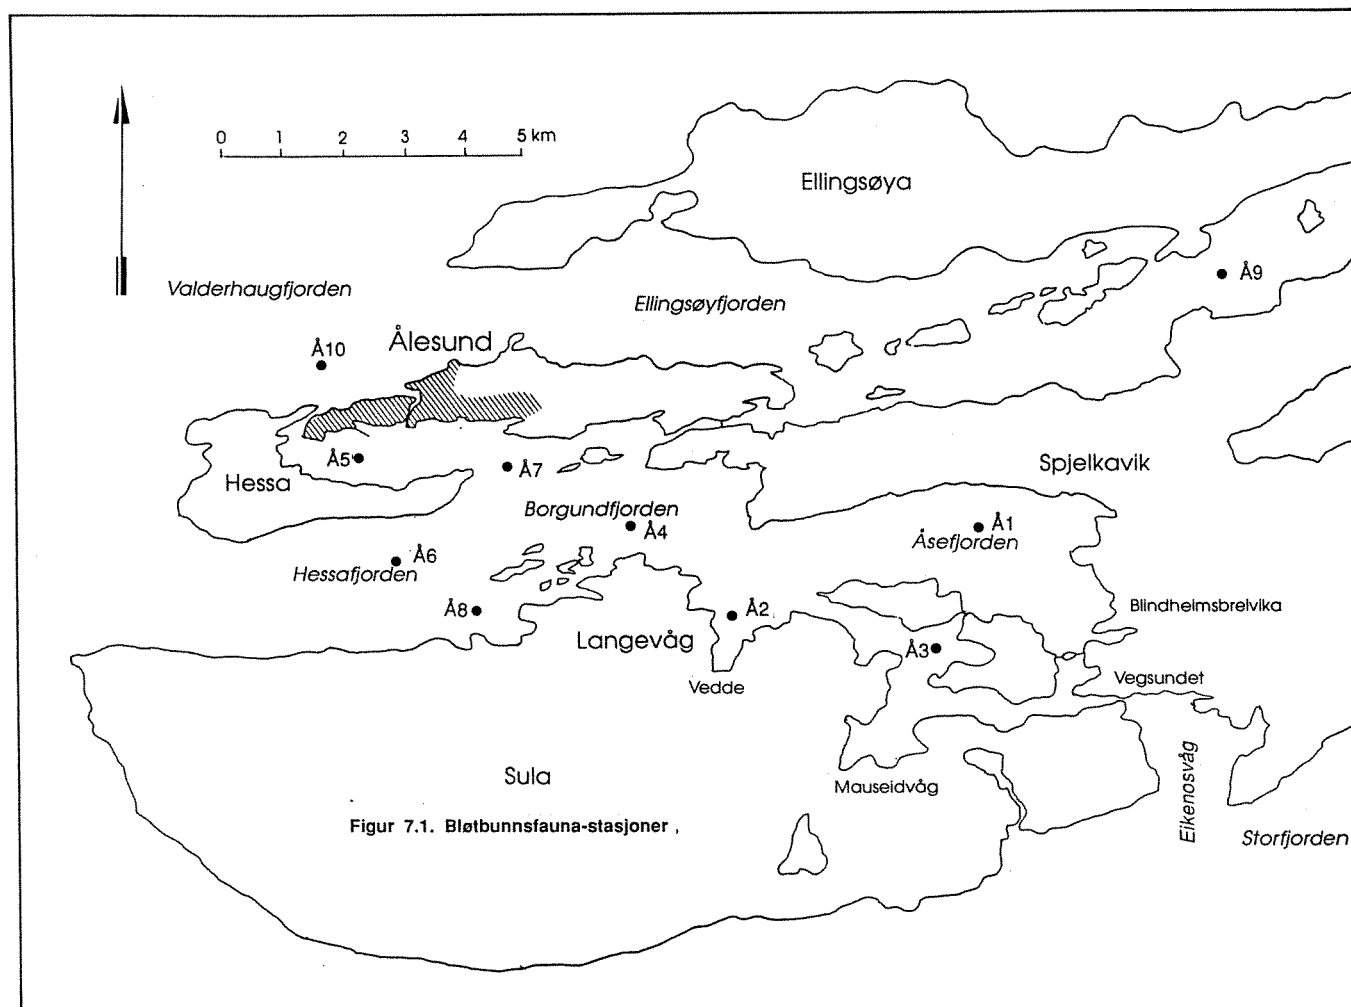 0 1 2 3 4 5 km
Ellingsøya
Å9
Valderhaugfjorden
Ellingsøyfjorden
Ålesund
Å10
Å5
Å7
Spjelkavik
Hessa
Borgundfjorden
Å4
Å1
Åsefjorden
Å6
Hessafjorden
Å8
Å2
Blindheimsbrelvika
Langevåg
Å3
Vedde
Vegsundet
Sula
Mauseidvåg
Eikenosvåg
Figur 7.1. Bløtbunnsfauna-stasjoner ,
Storfjorden